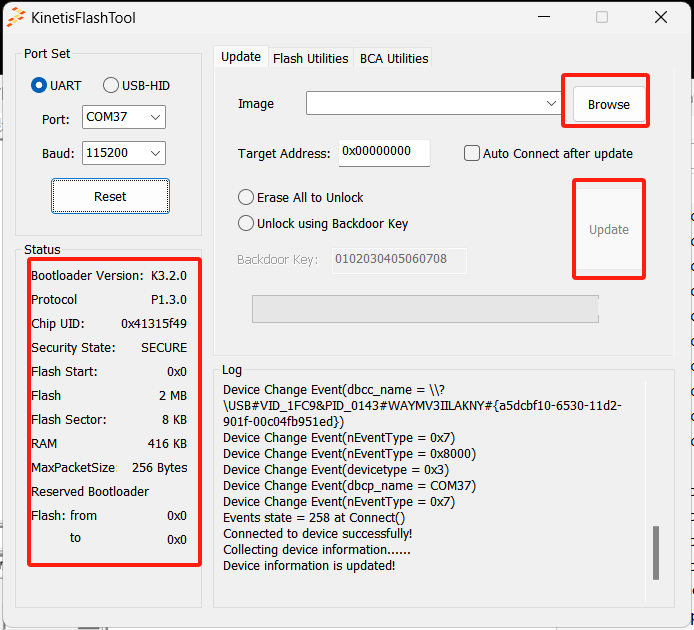 KinetisFlashTool
Port Set
UART
USB-HID
Port:
COM37
Baud:
115200
Reset
Status
Bootloader Version: K3.2.0
Protocol P1.3.0
Chip UID: 0x41315f49
Security State: SECURE
Flash Start: 0x0
Flash 2 MB
Flash Sector: 8 KB
RAM 416 KB
MaxPacketSize: 256 Bytes
Reserved Bootloader
Flash: from 0x0
to 0x0
Update
Flash Utilities
BCA Utilities
Image
Browse
Target Address:
0x00000000
Auto Connect after update
Erase All to Unlock
Unlock using Backdoor Key
Update
Backdoor Key:
0102030405060708
Log
Device Change Event(dbcc_name = \\?
\USB#VID_1FC9&PID_0143#WAYMV3IILAKNY#{a5dcbf10-6530-11d2-
901f-00c04fb951ed})
Device Change Event(nEventType = 0x7)
Device Change Event(nEventType = 0x8000)
Device Change Event(devicetype = 0x3)
Device Change Event(dbcp_name = COM37)
Device Change Event(nEventType = 0x7)
Events state = 258 at Connect()
Connected to device successfully!
Collecting device information......
Device information is updated!